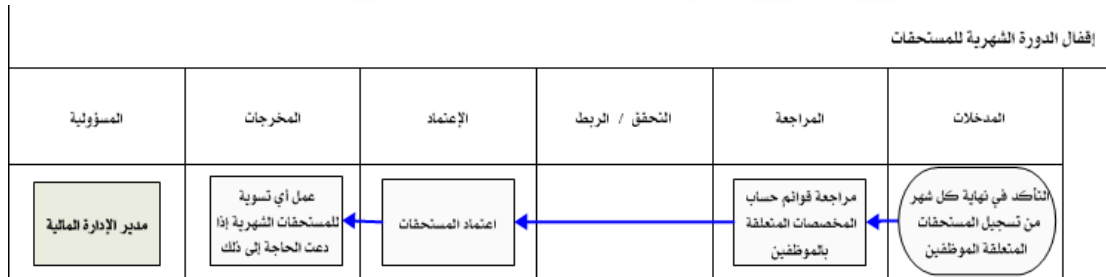 إقفال الدورة الشهرية للمستحقات
المدخلات
المراجعة
التحقق / الربط
الإعتماد
المخرجات
المسؤولية
التأكد في نهاية كل شهر
من تسجيل المستحقات
المتعلقة الموظفين
مراجعة قوائم حساب
المخصصات المتعلقة
بالموظفين
اعتماد المستحقات
عمل أي تسوية
للمستحقات الشهرية إذا
دعت الحاجة إلى ذلك
مدير الإدارة المالية